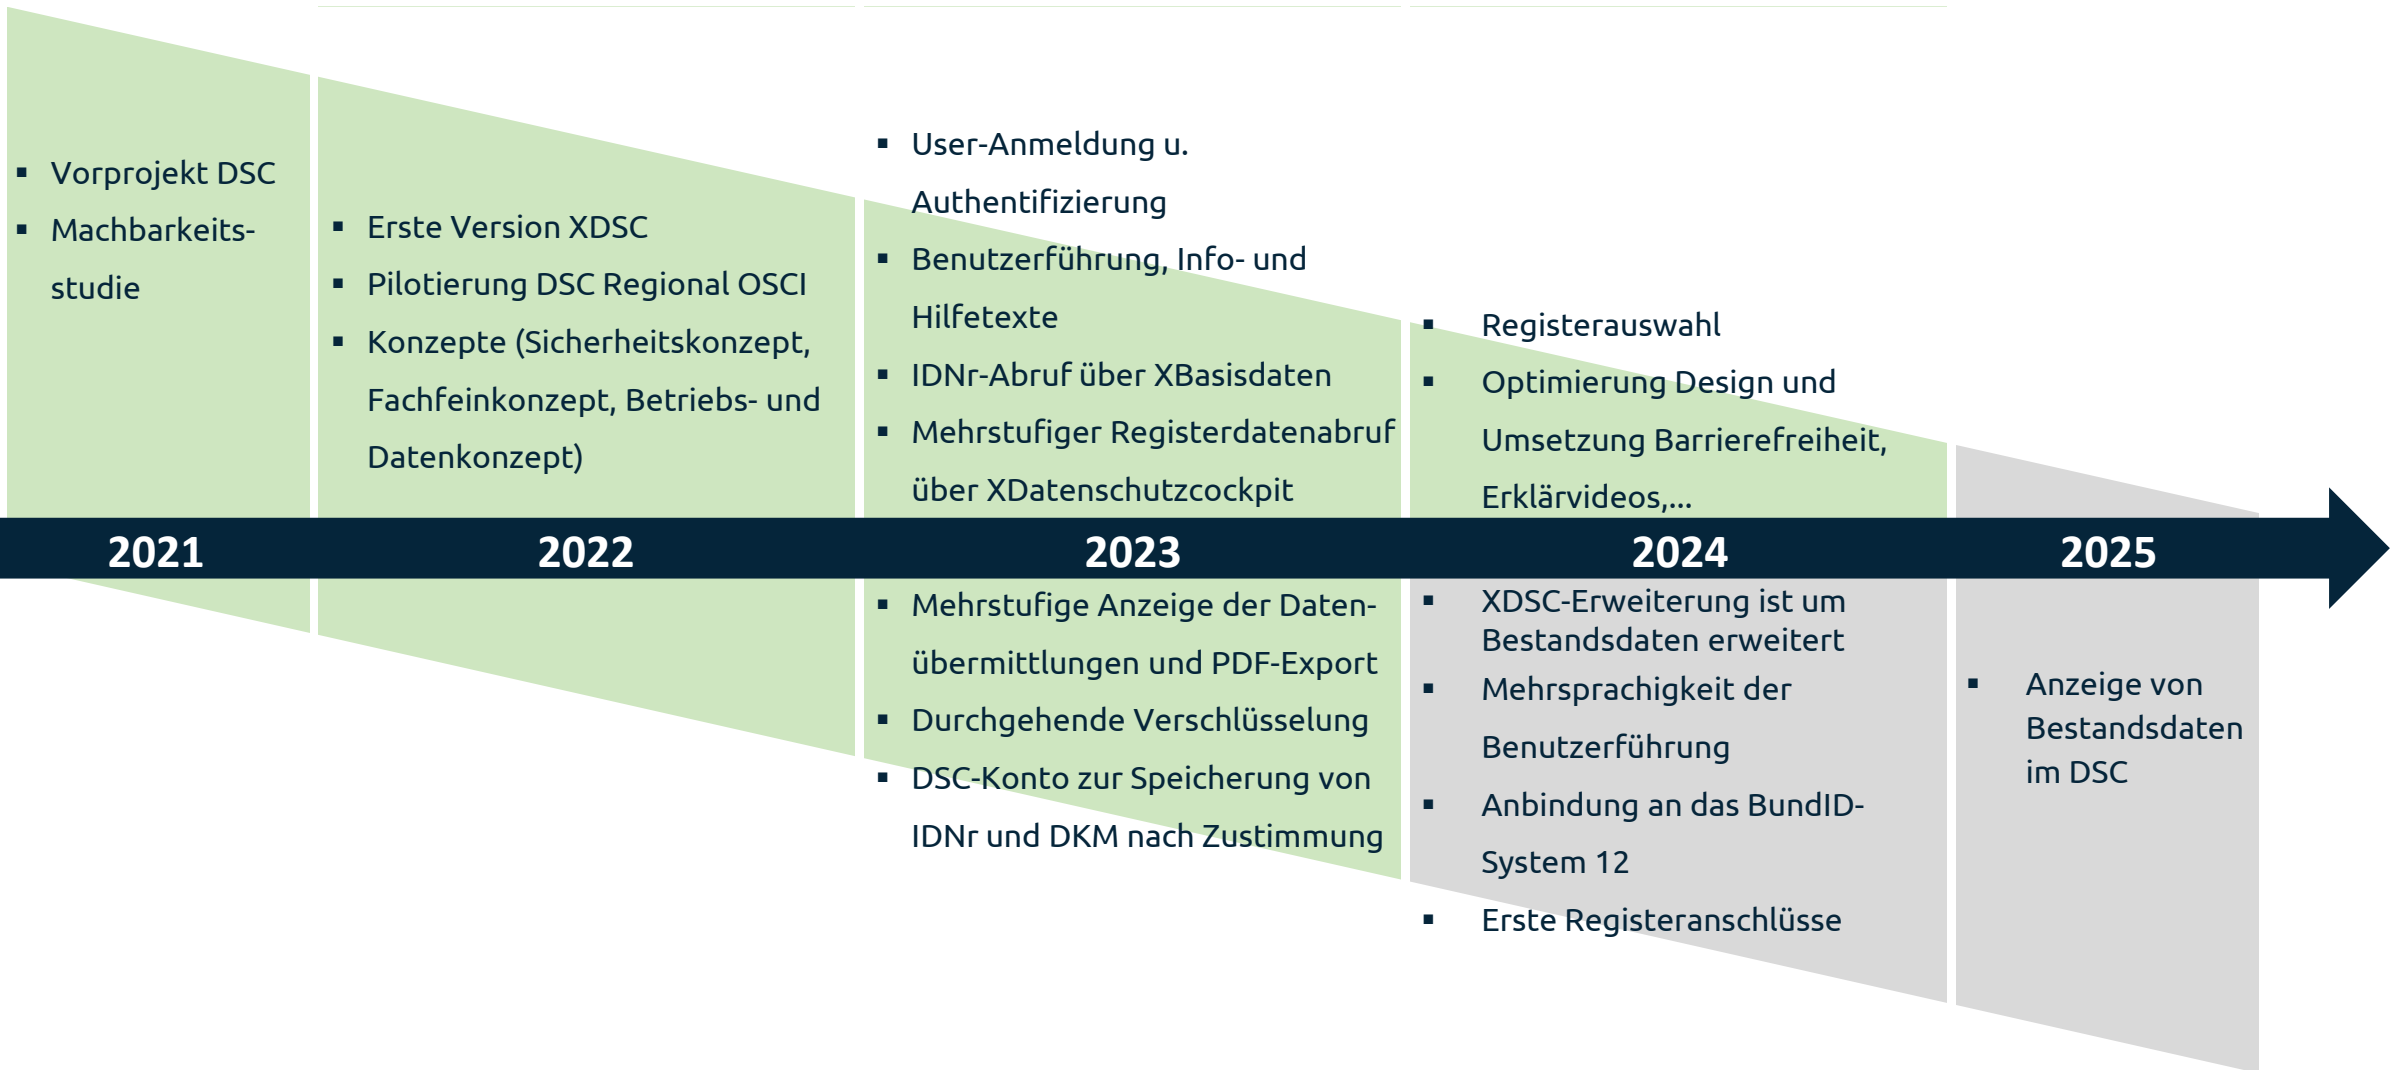 ▪ Vorprojekt DSC
▪ Machbarkeits-
studie
▪ Erste Version XDSC
▪ Pilotierung DSC Regional OSCI
▪ Konzepte (Sicherheitskonzept,
Fachfeinkonzept, Betriebs- und
Datenkonzept)
▪ User-Anmeldung u.
Authentifizierung
▪ Benutzerführung, Info- und
Hilfetexte
▪ IDNr-Abruf über XBasisdaten
▪ Mehrstufiger Registerdatenabruf
über XDatenschutzcockpit
▪ Registerauswahl
▪ Optimierung Design und
Umsetzung Barrierefreiheit,
Erklärvideos,...
2021
2022
2023
2024
2025
▪ Mehrstufige Anzeige der Daten-
übermittlungen und PDF-Export
▪ Durchgehende Verschlüsselung
▪ DSC-Konto zur Speicherung von
IDNr und DKM nach Zustimmung
▪ XDSC-Erweiterung ist um
Bestandsdaten erweitert
▪ Mehrsprachigkeit der
Benutzerführung
▪ Anbindung an das BundID-
System 12
▪ Erste Registeranschlüsse
▪ Anzeige von
Bestandsdaten
im DSC